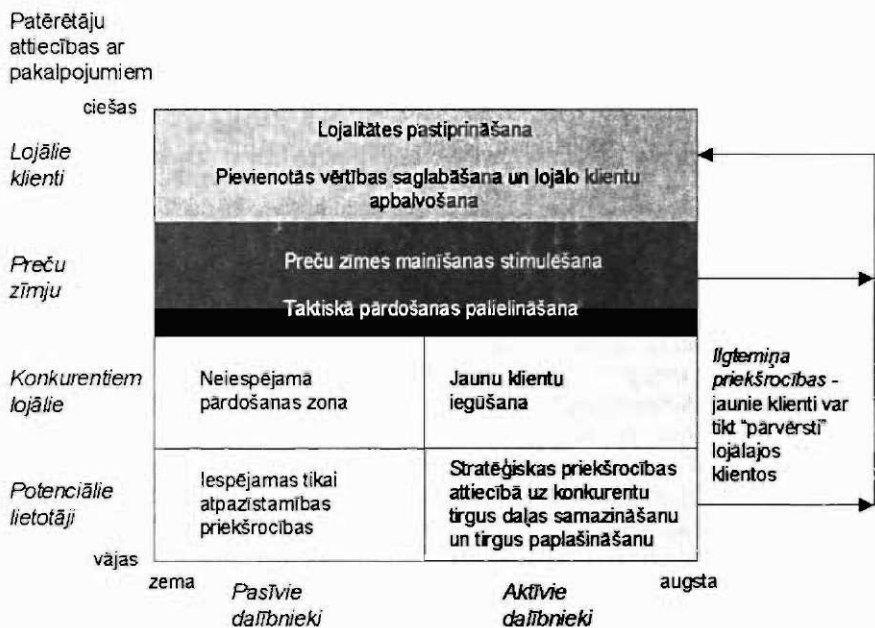 Patērētāju
attiecības ar
pakalpojumiem
ciešas
Lojālie
klienti
Lojalitātes pastiprināšana
Pievienotās vērtības saglabāšana un lojālo klientu
apbalvošana
Preču
zīmju
Preču zīmes mainīšanas stimulēšana
Taktiskā pārdošanas palielināšana
Konkurentiem
lojālie
Neiespējamā
pārdošanas zona
Jaunu klientu
iegūšana
Ilgtemiņa
priekšrocības -
jaunie klienti var
tikt "pārvērsti"
lojālajos
klientos
Potenciālie
lietotāji
Iespējamas tikai
atpazīstamības
priekšrocības
Stratēģiskas priekšrocības
attiecībā uz konkurentu
tirgus daļas samazināšanu
un tirgus paplašināšanu
vājas
zema
Pasīvie
dalībnieki
Aktīvie
dalībnieki
augsta